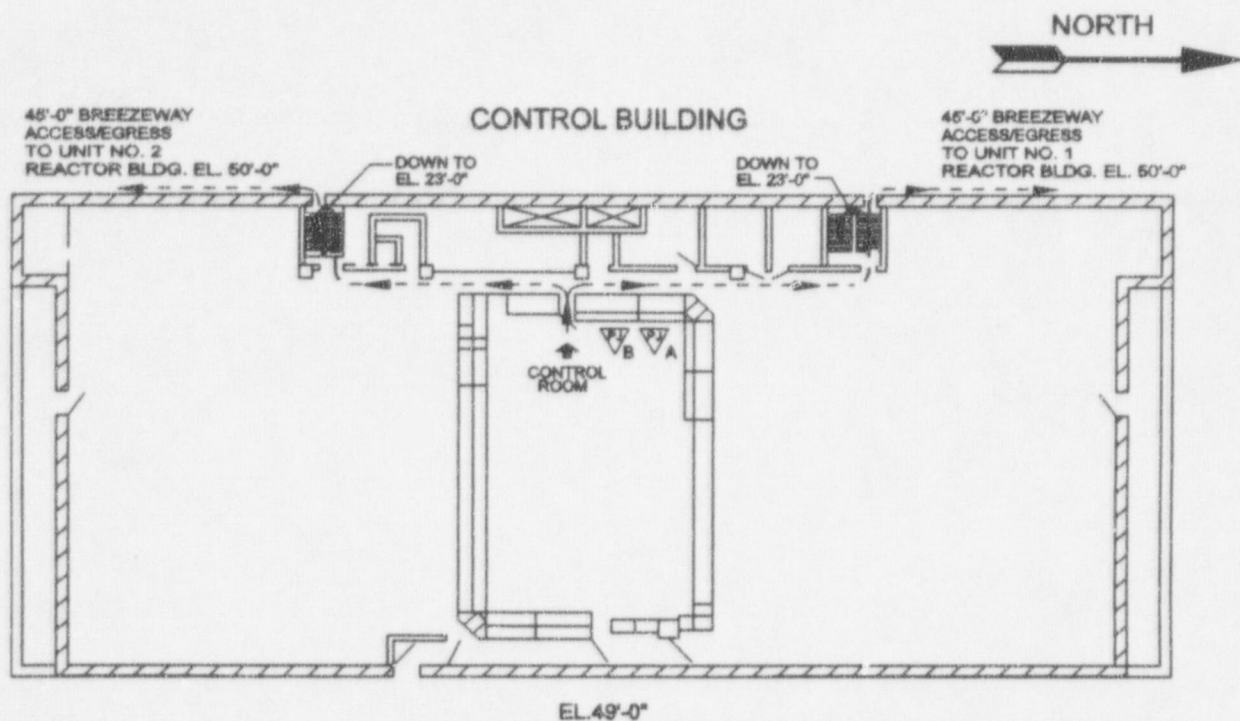 NORTH
CONTROL BUILDING
45'-0" BREEZEWAY
ACCESS/EGRESS
TO UNIT NO. 2
REACTOR BLDG. EL. 50'-0"
DOWN TO
EL. 23'-0"
DOWN TO
EL. 23'-0"
45'-0" BREEZEWAY
ACCESS/EGRESS
TO UNIT NO. 1
REACTOR BLDG. EL. 50'-0"
B
A
CONTROL
ROOM
EL.49'-0"